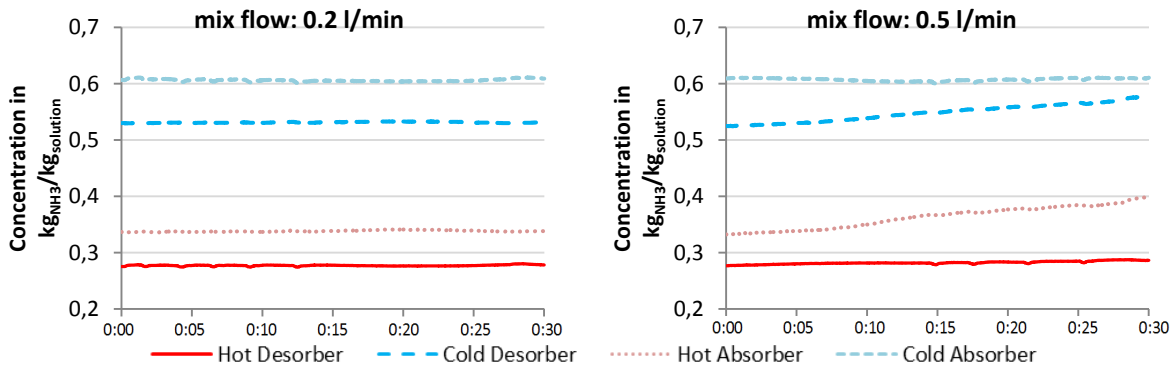 mix flow: 0.2 l/min
Concentration in
kgNH3/kgsolution
0,7
0,6
0,5
0,4
0,3
0,2
0:00 0:05 0:10 0:15 0:20 0:25 0:30
mix flow: 0.5 l/min
Concentration in
kgNH3/kgsolution
0,7
0,6
0,5
0,4
0,3
0,2
0:00 0:05 0:10 0:15 0:20 0:25 0:30
Hot Desorber Cold Desorber Hot Absorber Cold Absorber